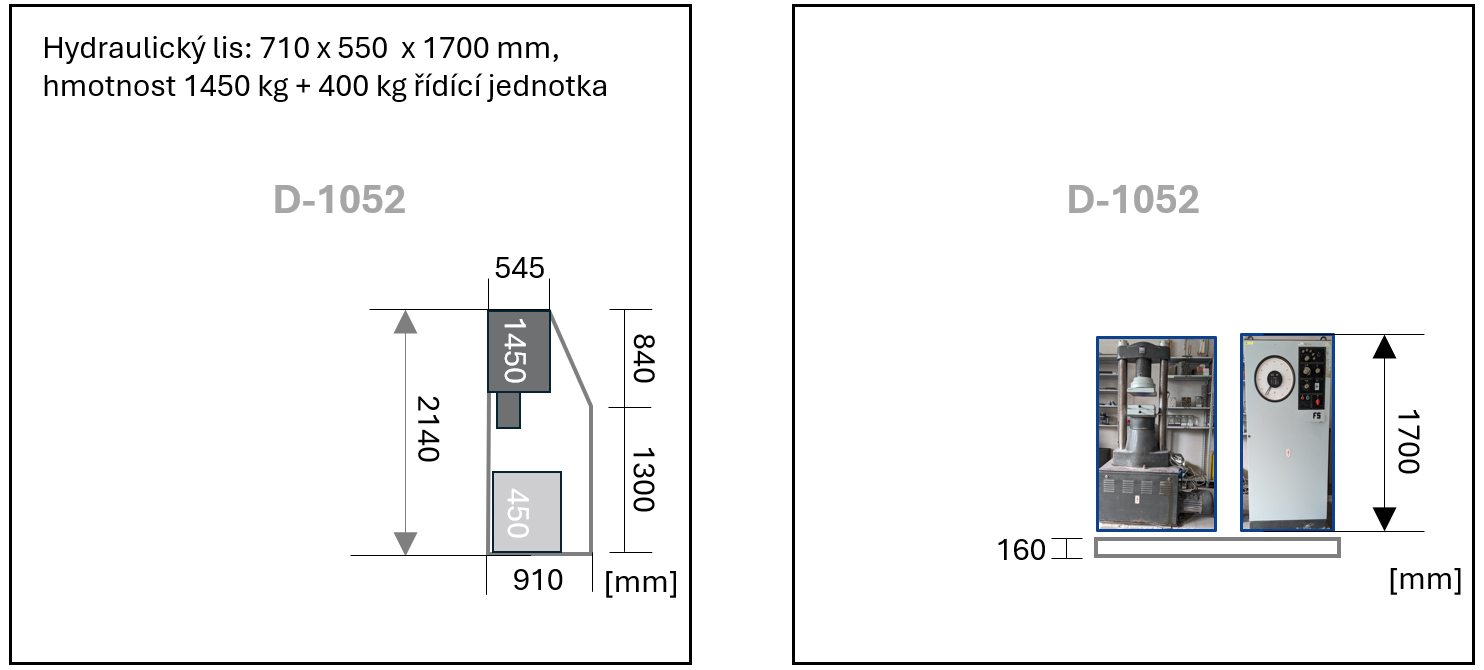 Hydraulický lis: 710 x 550  x 1700 mm,
hmotnost 1450 kg + 400 kg řídící jednotka
D-1052
545
1450
840
2140
1300
450
910
[mm]
D-1052
F5
1700
160
[mm]